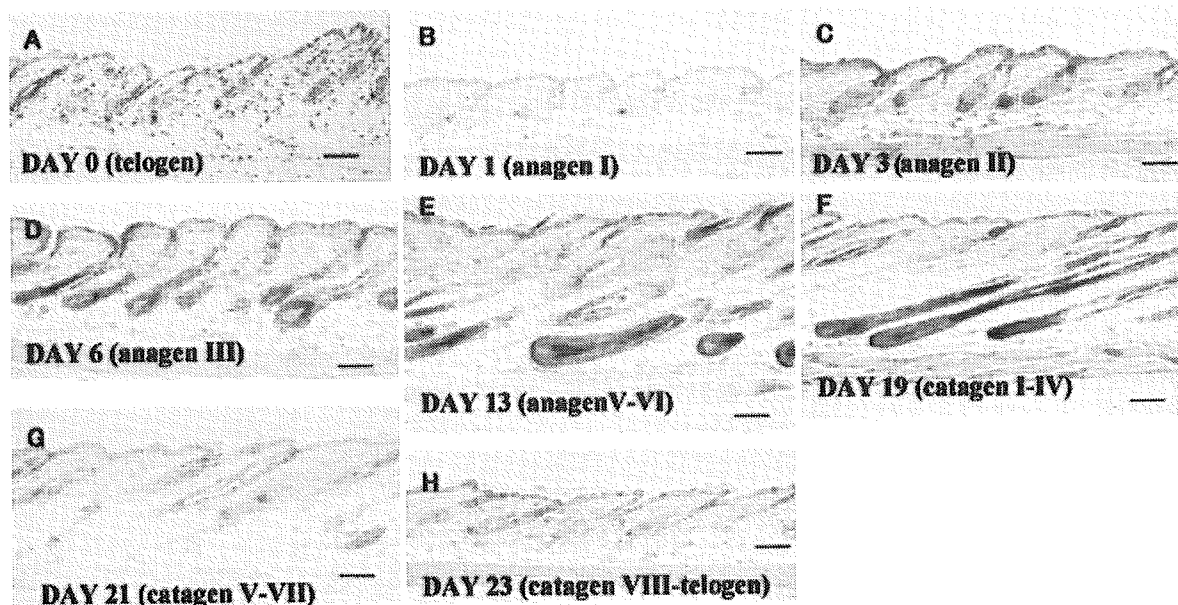 A
DAY 0 (telogen)
B
DAY 1 (anagen I)
C
DAY 3 (anagen II)
D
DAY 6 (anagen III)
E
DAY 13 (anagenV-VI)
F
DAY 19 (catagen I-IV)
G
DAY 21 (catagen V-VII)
H
DAY 23 (catagen VIII-telogen)